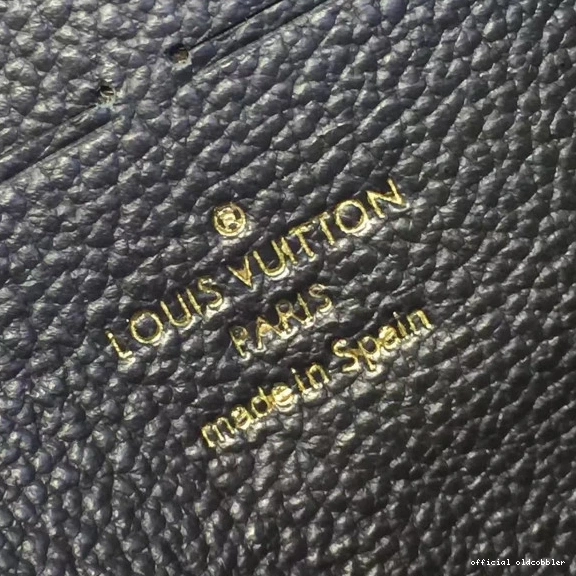 ®
LOUIS VUITTON
PARIS
made in Spain
official oldcobbler